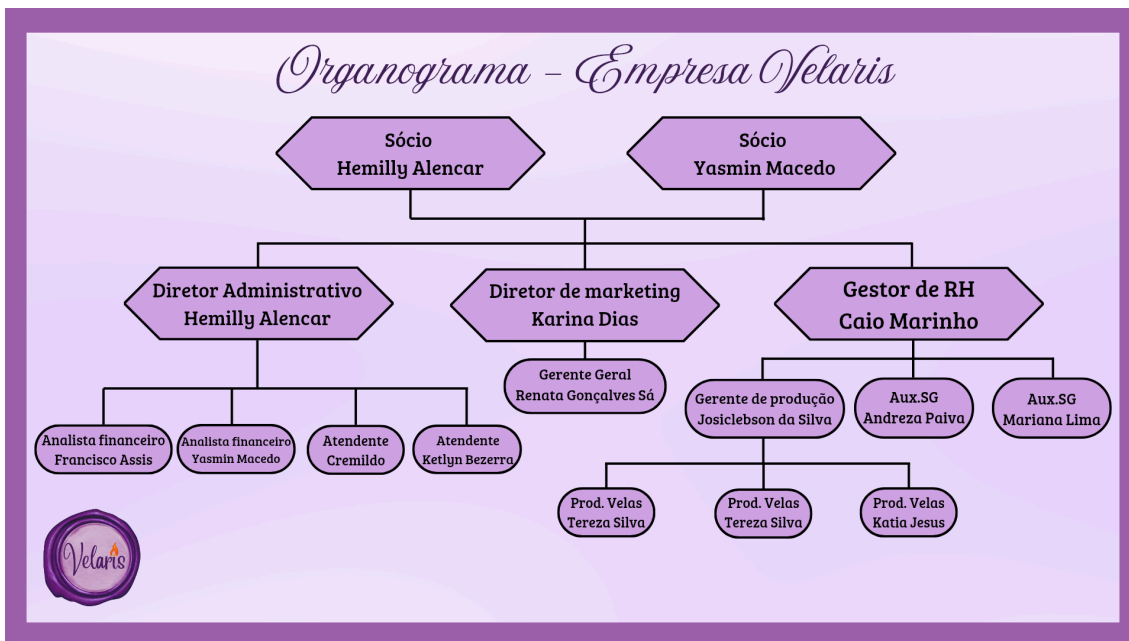 Organograma – Empresa Velaris
Sócio
Hemilly Alencar
Sócio
Yasmin Macedo
Diretor Administrativo
Hemilly Alencar
Diretor de marketing
Karina Dias
Gestor de RH
Caio Marinho
Gerente Geral
Renata Gonçalves Sá
Gerente de produção
Josiclebson da Silva
Aux.SG
Andreza Paiva
Aux.SG
Mariana Lima
Analista financeiro
Francisco Assis
Analista financeiro
Yasmin Macedo
Atendente
Cremildo
Atendente
Ketlyn Bezerra
Prod. Velas
Tereza Silva
Prod. Velas
Tereza Silva
Prod. Velas
Katia Jesus
Velaris